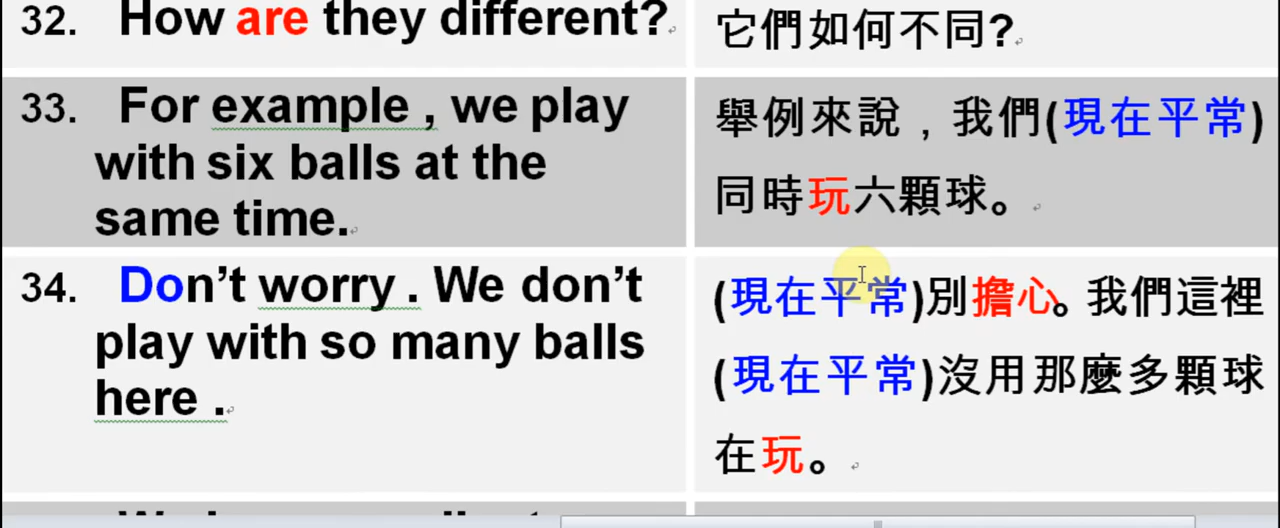 32. How are they different?
它們如何不同?
33. For example , we play
with six balls at the
same time.
舉例來說，我們(現在平常)
同時玩六顆球。
34. Don’t worry . We don’t
play with so many balls
here .
(現在平常)別擔心。我們這裡
(現在平常)沒用那麼多顆球
在玩。